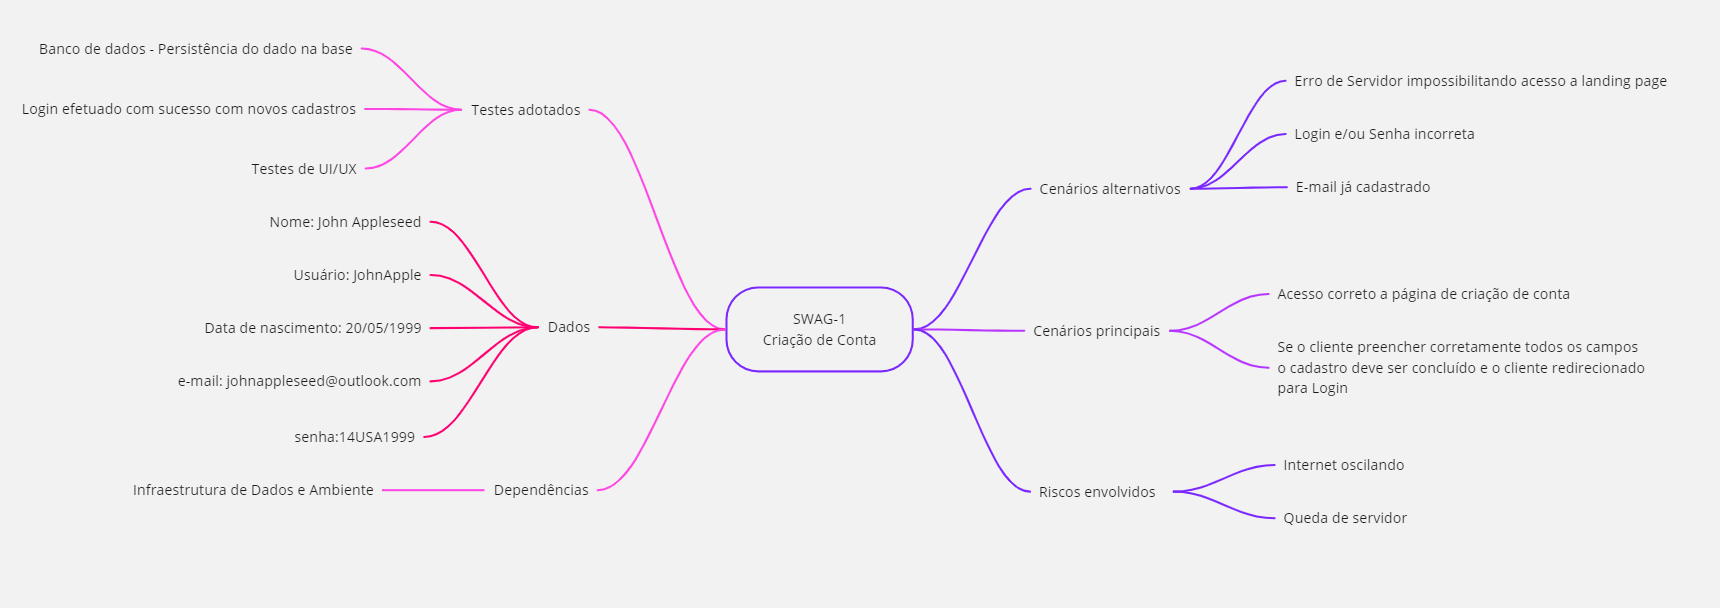 Banco de dados - Persistência do dado na base
Login efetuado com sucesso com novos cadastros
Testes de UI/UX
Testes adotados
Nome: John Appleseed
Usuário: JohnApple
Data de nascimento: 20/05/1999
e-mail: johnappleseed@outlook.com
senha:14USA1999
Dados
Infraestrutura de Dados e Ambiente
Dependências
SWAG-1
Criação de Conta
Cenários alternativos
Erro de Servidor impossibilitando acesso a landing page
Login e/ou Senha incorreta
E-mail já cadastrado
Cenários principais
Acesso correto a página de criação de conta
Se o cliente preencher corretamente todos os campos
o cadastro deve ser concluído e o cliente redirecionado
para Login
Riscos envolvidos
Internet oscilando
Queda de servidor